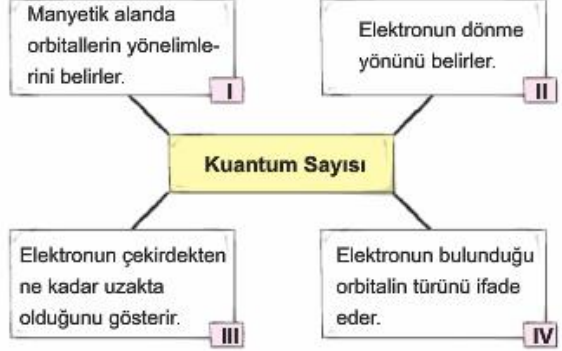 Manyetik alanda
orbitallerin yönelimle-
rini belirler.
I
Elektronun dönme
yönünü belirler.
II
Kuantum Sayısı
Elektronun çekirdekten
ne kadar uzakta
olduğunu gösterir.
III
Elektronun bulunduğu
orbitalin türünü ifade
eder.
IV